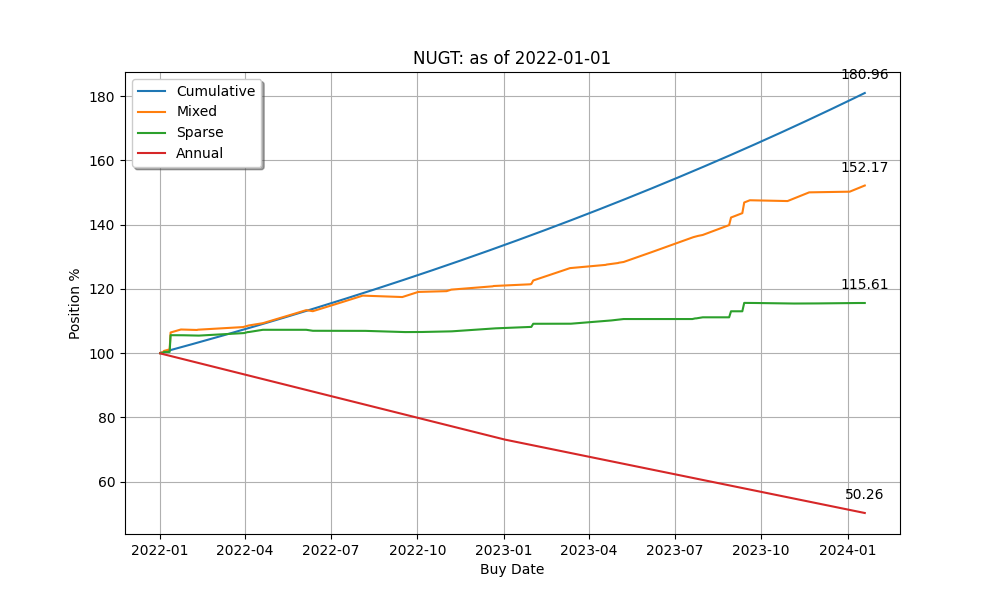 NUGT: as of 2022-01-01
Cumulative
Mixed
Sparse
Annual
180.96
152.17
115.61
50.26
Position %
180
160
140
120
100
80
60
2022-01 2022-04 2022-07 2022-10 2023-01 2023-04 2023-07 2023-10 2024-01
Buy Date